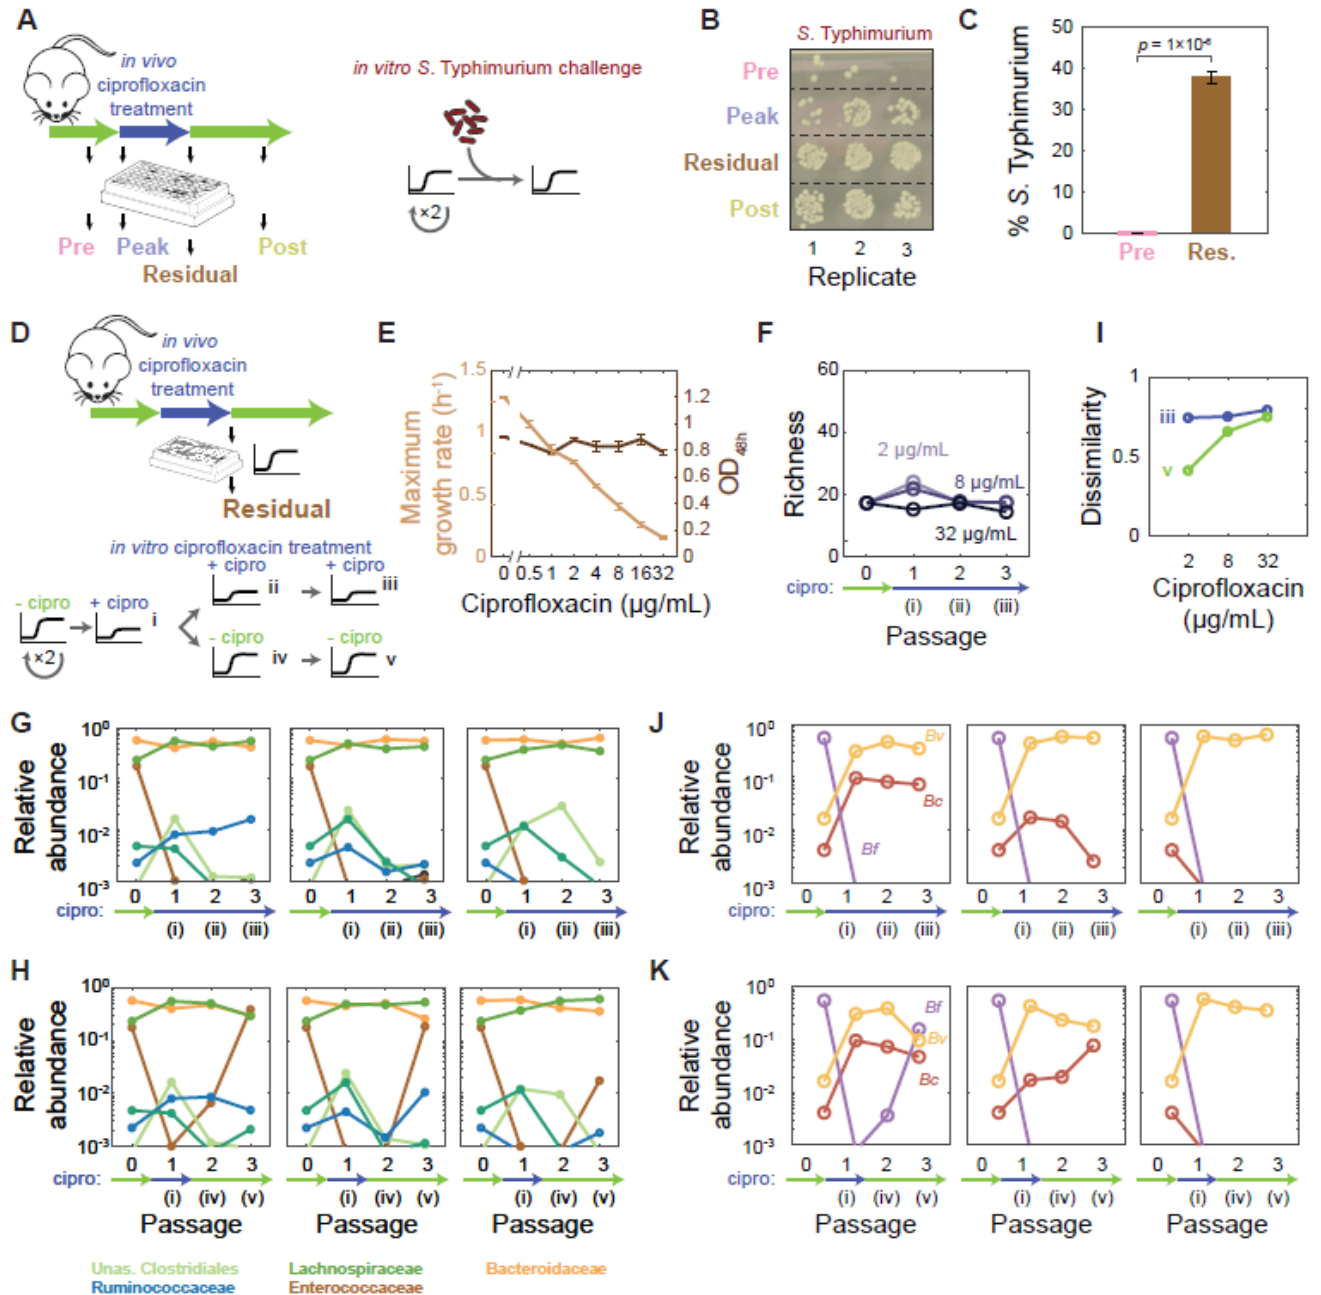 A
in vivo
ciprofloxacin
treatment
Pre
Peak
Residual
Post
in vitro S. Typhimurium challenge
×2
B
S. Typhimurium
Pre
Peak
Residual
Post
1 2 3
Replicate
C
% S. Typhimurium
50
40
30
20
10
0
p = 1×10⁻⁶
Pre
Res.
D
in vivo
ciprofloxacin
treatment
Residual
in vitro ciprofloxacin treatment
- cipro
×2
+ cipro
i
+ cipro
ii
+ cipro
iii
- cipro
iv
- cipro
v
E
Maximum
growth rate (h⁻¹)
1.5
1
0.5
0
OD48h
1.2
1
0.8
0.6
0.4
0.2
0
0 0.5 1 2 4 8 16 32
Ciprofloxacin (µg/mL)
F
Richness
60
40
20
0
2 µg/mL
8 µg/mL
32 µg/mL
0 1 2 3
cipro:
(i) (ii) (iii)
Passage
I
Dissimilarity
1
0.5
0
iii
v
2 8 32
Ciprofloxacin
(µg/mL)
G
Relative
abundance
10⁰
10⁻¹
10⁻²
10⁻³
0 1 2 3
0 1 2 3
0 1 2 3
cipro:
(i) (ii) (iii)
(i) (ii) (iii)
(i) (ii) (iii)
H
Relative
abundance
10⁰
10⁻¹
10⁻²
10⁻³
0 1 2 3
0 1 2 3
0 1 2 3
cipro:
(i) (iv) (v)
(i) (iv) (v)
(i) (iv) (v)
Passage
Passage
Passage
Unas. Clostridiales
Lachnospiraceae
Bacteroidaceae
Ruminococcaceae
Enterococcaceae
J
Relative
abundance
10⁰
10⁻¹
10⁻²
10⁻³
Bv
Bc
Bf
0 1 2 3
0 1 2 3
0 1 2 3
cipro:
(i) (ii) (iii)
(i) (ii) (iii)
(i) (ii) (iii)
K
Relative
abundance
10⁰
10⁻¹
10⁻²
10⁻³
Bf
Bv
Bc
0 1 2 3
0 1 2 3
0 1 2 3
cipro:
(i) (iv) (v)
(i) (iv) (v)
(i) (iv) (v)
Passage
Passage
Passage